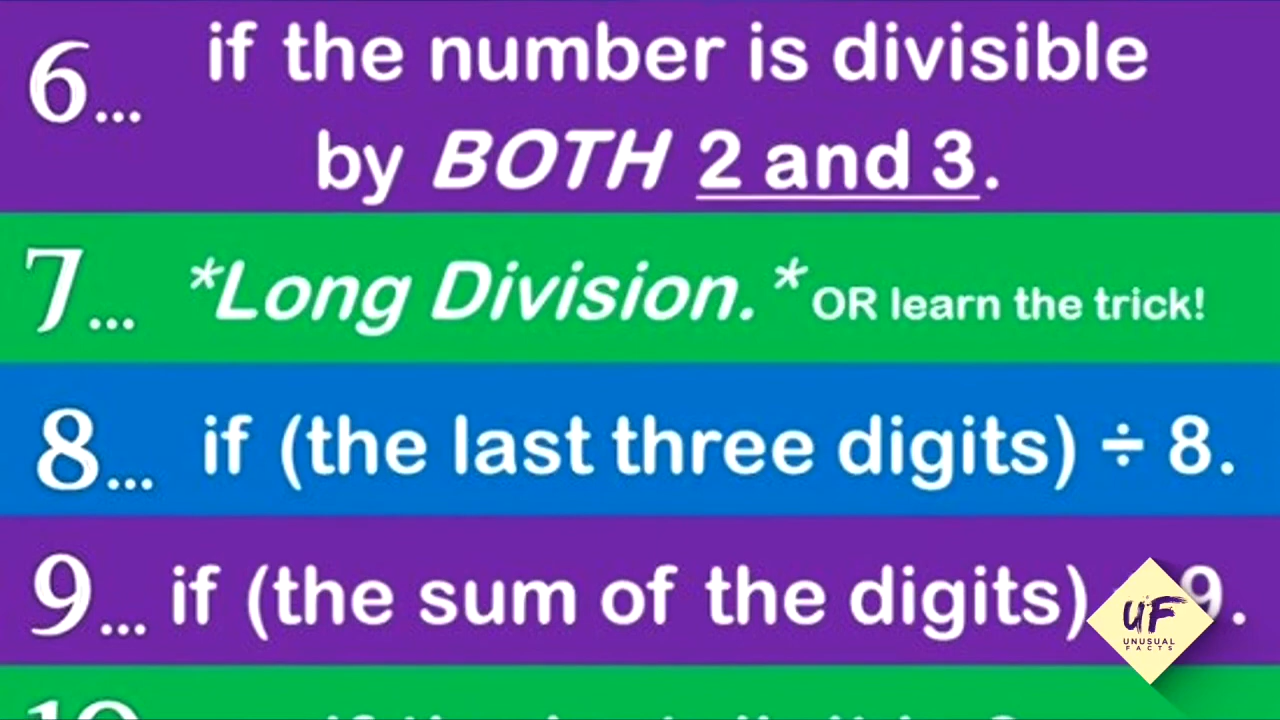 6... if the number is divisible
by BOTH 2 and 3.
7... *Long Division.* OR learn the trick!
8... if (the last three digits) ÷ 8.
9... if (the sum of the digits) 9.
UF
UNUSUAL
FACTS